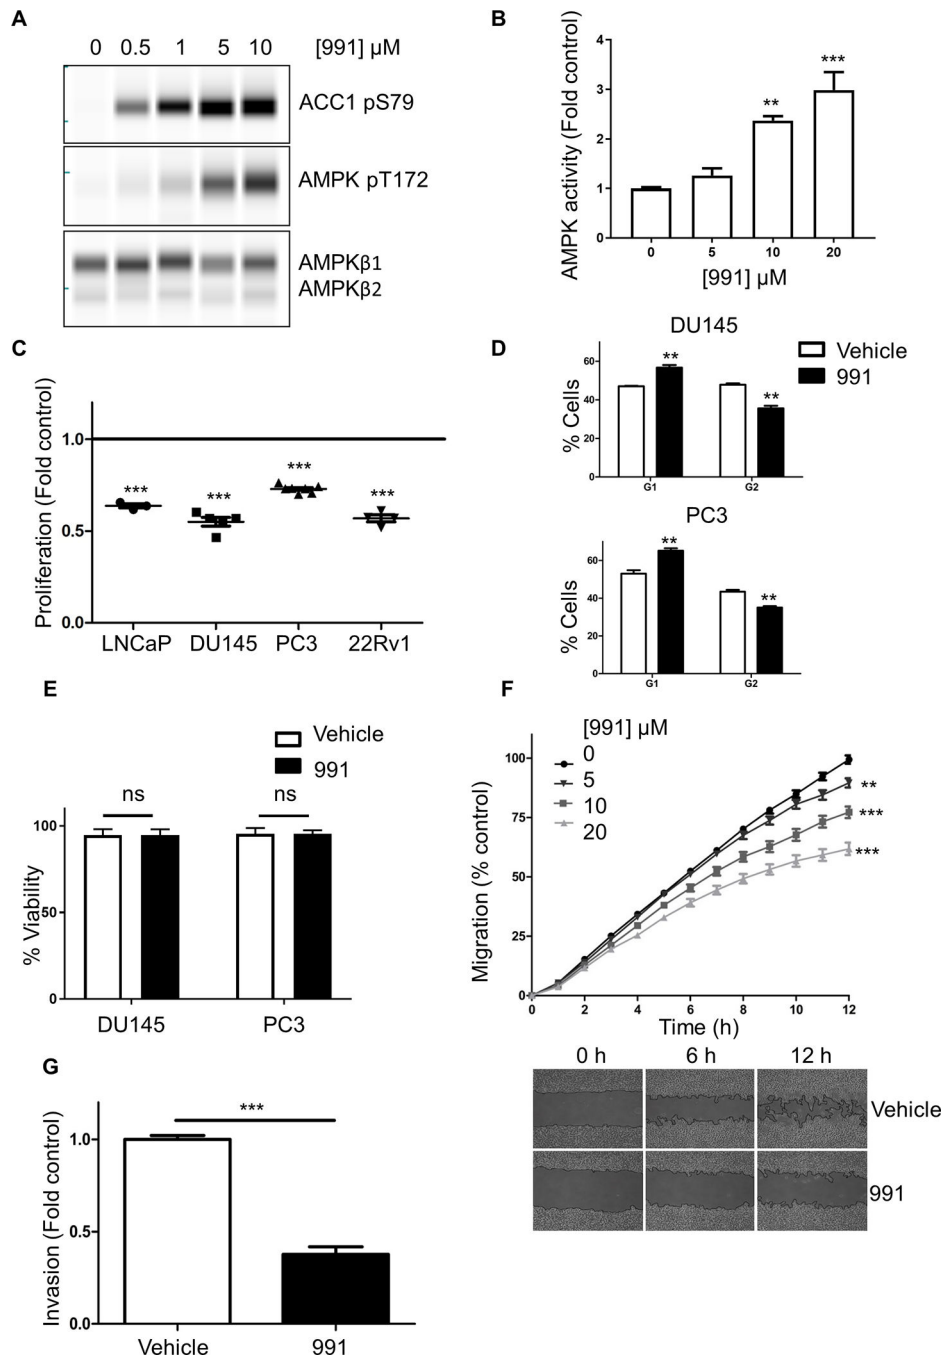 A
0 0.5 1 5 10 [991] µM
ACC1 pS79
AMPK pT172
AMPKβ1
AMPKβ2
B
AMPK activity (Fold control)
4
3
2
1
0
** ***
0 5 10 20
[991] µM
C
Proliferation (Fold control)
1.0
0.5
0.0
*** *** *** ***
LNCaP DU145 PC3 22Rv1
D
DU145
Vehicle
991
% Cells
60
40
20
0
** **
G1 G2
PC3
% Cells
60
40
20
0
** **
G1 G2
E
Vehicle
991
% Viability
100
50
0
ns ns
DU145 PC3
F
[991] µM
0
5
10
20
Migration (% control)
100
75
50
25
0
**
***
***
0 2 4 6 8 10 12
Time (h)
0 h 6 h 12 h
Vehicle
991
G
Invasion (Fold control)
1.0
0.5
0.0
***
Vehicle 991